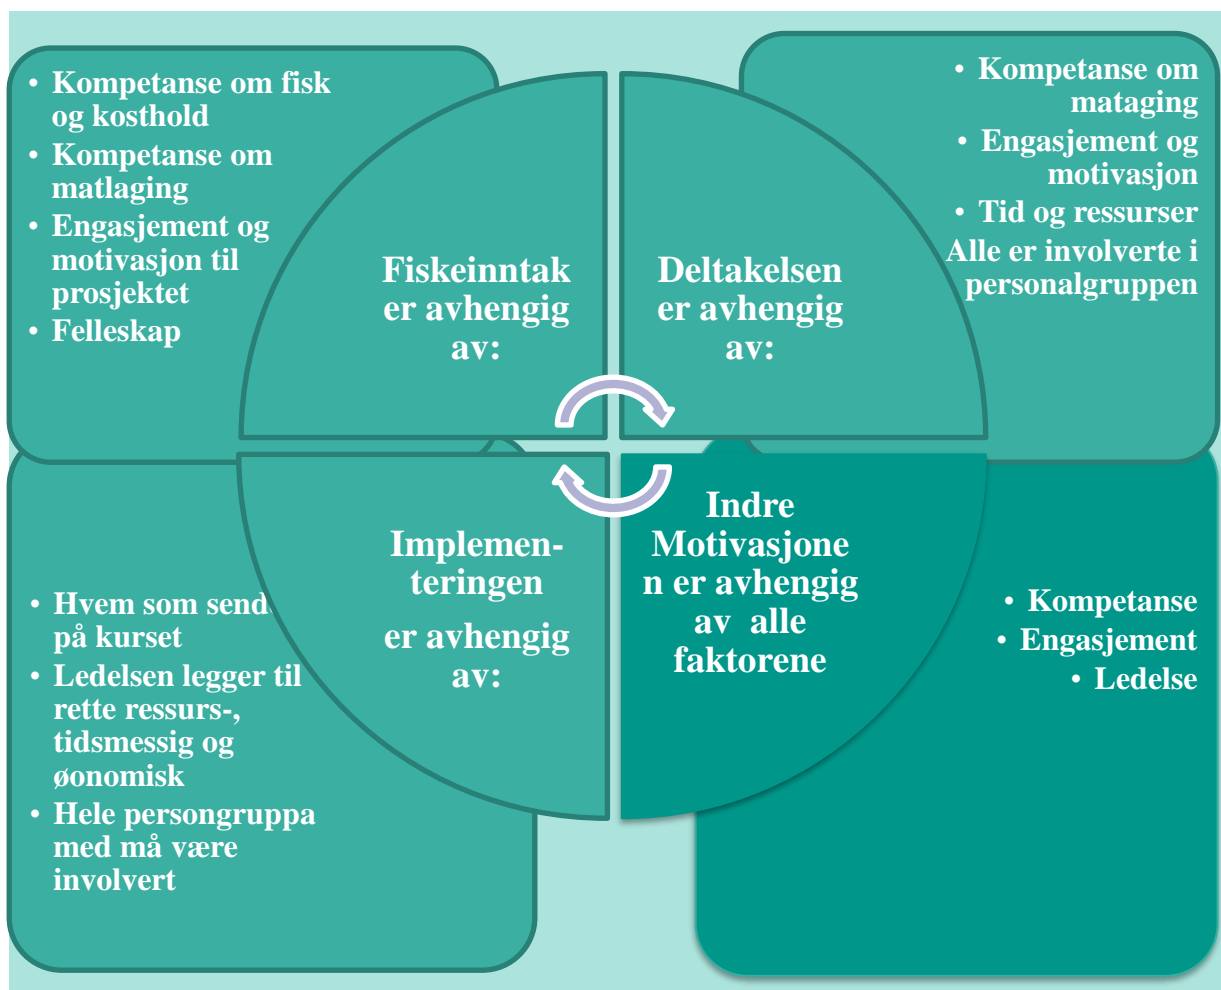 • Kompetanse om fisk
og kosthold
• Kompetanse om
matlaging
• Engasjement og
motivasjon til
prosjektet
• Felleskap
Fiskeinntak
er avhengig
av:
Deltakelsen
er avhengig
av:
• Kompetanse om
mataging
• Engasjement og
motivasjon
• Tid og ressurser
Alle er involverte i
personalgruppen
• Hvem som send
på kurset
• Ledelsen legger til
rette ressurs-,
tidsmessig og
øonomisk
• Hele persongruppa
med må være
involvert
Implemen-
teringen
er avhengig
av:
Indre
Motivasjone
n er avhengig
av alle
faktorene
• Kompetanse
• Engasjement
• Ledelse